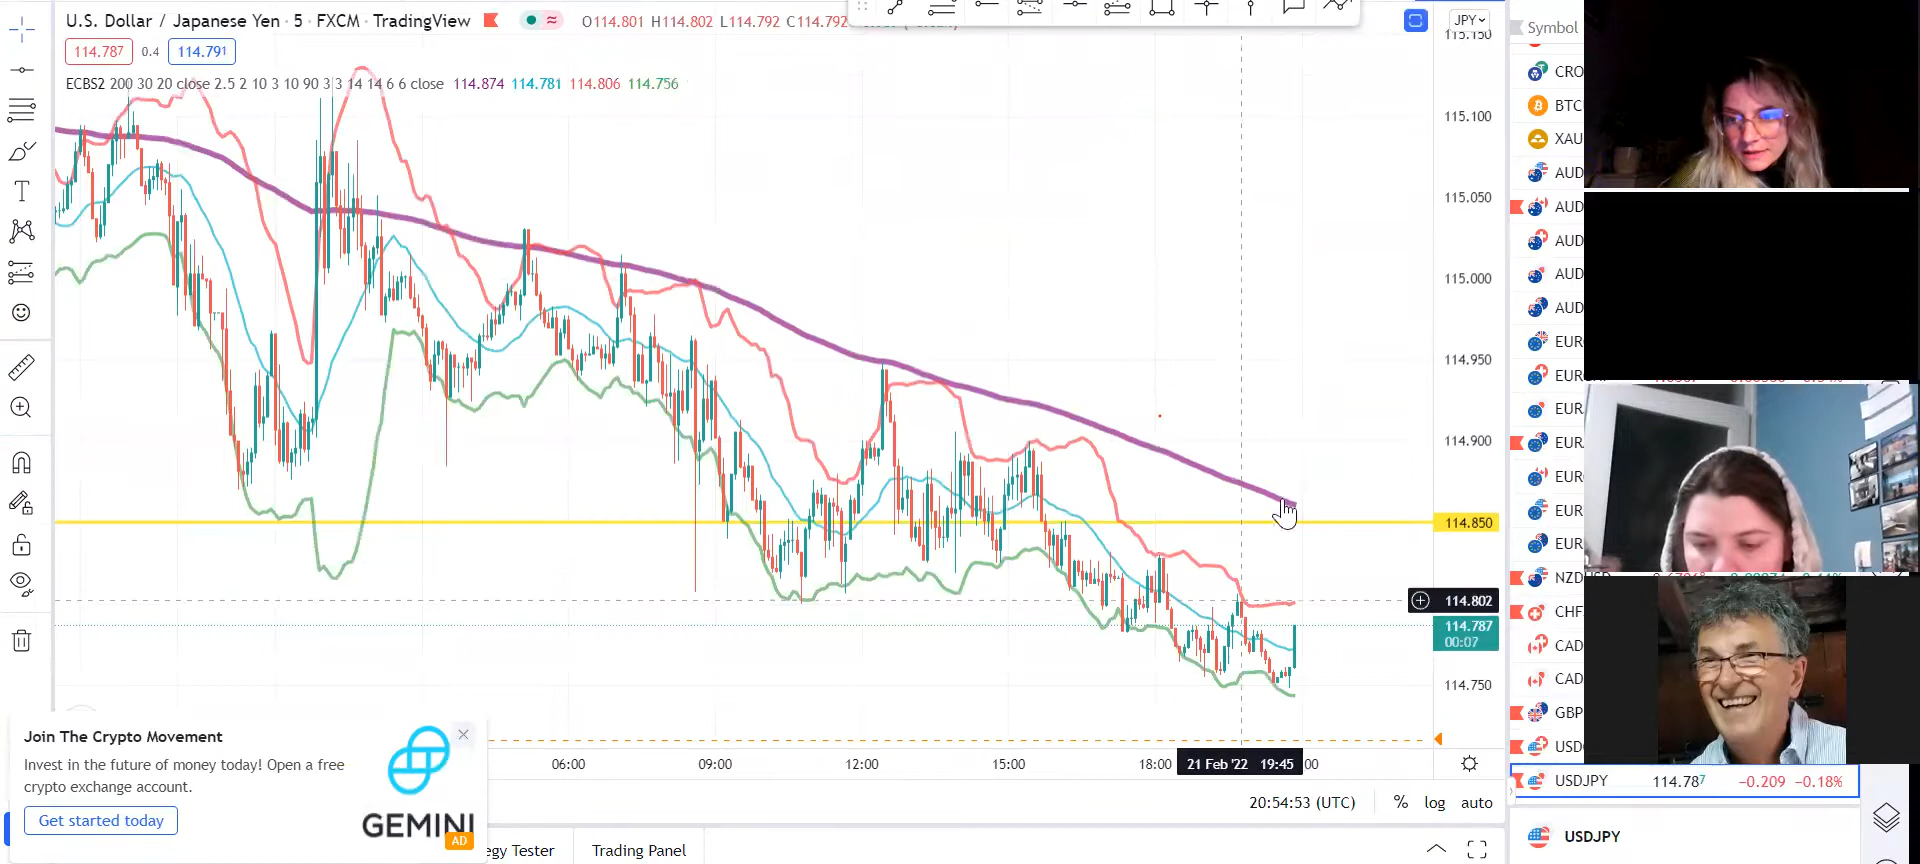 U.S. Dollar / Japanese Yen · 5 · FXCM · TradingView
O114.801 H114.802 L114.792 C114.792
JPY
Symbol
114.787 0.4 114.791
ECBS2 200 30 20 close 2.5 2 10 3 10 90 3 3 14 14 6 6 close 114.874 114.781 114.806 114.756
115.150
115.100
115.050
115.000
114.950
114.900
114.850
114.802
114.787
00:07
114.750
CRO
BTC
XAU
AUD
AUD
AUD
AUD
AUD
EUR
EUR
EUR
EUR
EUR
EUR
EUR
NZDUSD
CHF
CAD
CAD
GBP
USD
USDJPY 114.787 −0.209 −0.18%
USDJPY
06:00 09:00 12:00 15:00 18:00 21 Feb '22 19:45 :00
20:54:53 (UTC) % log auto
Join The Crypto Movement
Invest in the future of money today! Open a free
crypto exchange account.
Get started today
GEMINI
AD
egy Tester Trading Panel